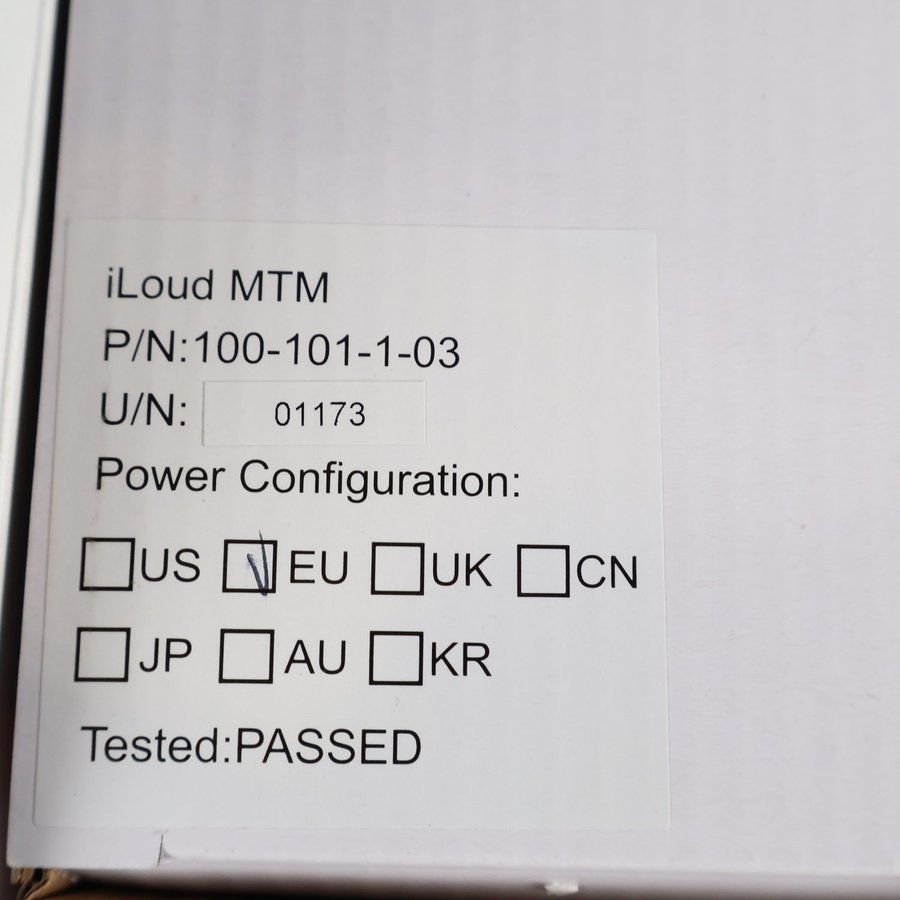 iLoud MTM
P/N:100-101-1-03
U/N: 01173
Power Configuration:
☐US ☑EU ☐UK ☐CN
☐JP ☐AU ☐KR
Tested:PASSED